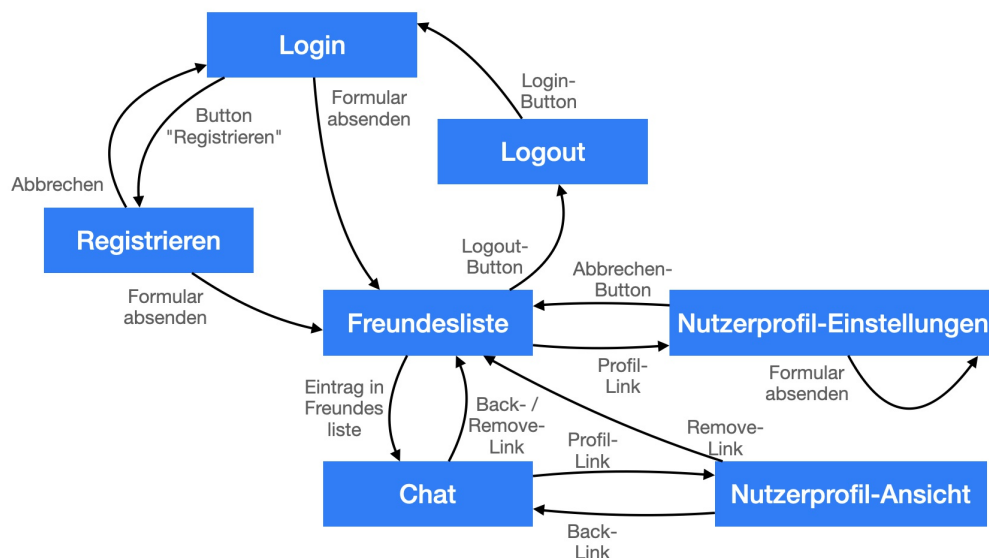 Login
Login-
Button
Formular
absenden
Button
"Registrieren"
Logout
Abbrechen
Registrieren
Logout-
Button
Abbrechen-
Button
Formular
absenden
Freundesliste
Nutzerprofil-Einstellungen
Profil-
Link
Formular
absenden
Eintrag in
Freundes
liste
Back- /
Remove-
Link
Profil-
Link
Remove-
Link
Chat
Nutzerprofil-Ansicht
Back-
Link